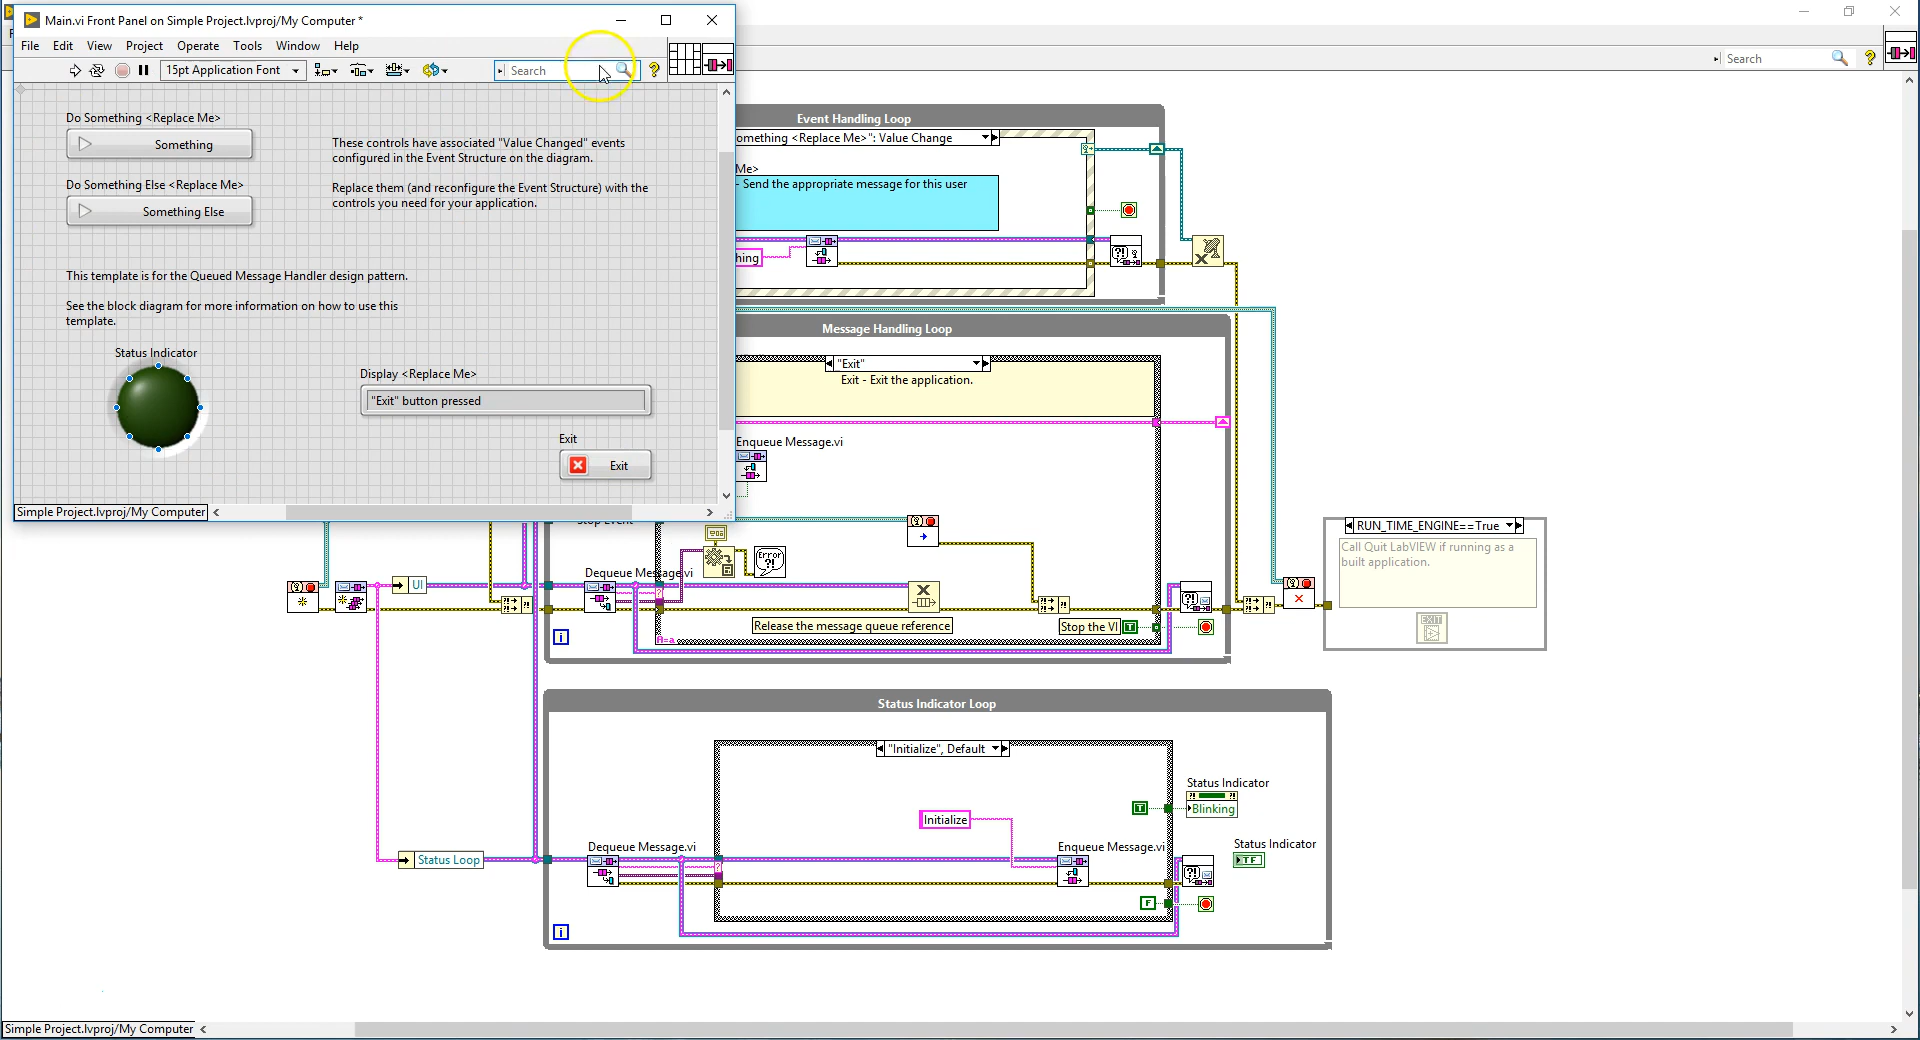 Main.vi Front Panel on Simple Project.lvproj/My Computer *
File Edit View Project Operate Tools Window Help
15pt Application Font
Search
?
Do Something <Replace Me>
Something
These controls have associated "Value Changed" events
configured in the Event Structure on the diagram.
Do Something Else <Replace Me>
Something Else
Replace them (and reconfigure the Event Structure) with the
controls you need for your application.
This template is for the Queued Message Handler design pattern.
See the block diagram for more information on how to use this
template.
Status Indicator
Display <Replace Me>
"Exit" button pressed
Exit
Exit
Simple Project.lvproj/My Computer
Search
?
Event Handling Loop
omething <Replace Me>": Value Change
Me>
- Send the appropriate message for this user
hing
Message Handling Loop
"Exit"
Exit - Exit the application.
Enqueue Message.vi
Stop Event
Error
?!
Dequeue Message.vi
UI
Release the message queue reference
Stop the VI
T
i
RUN_TIME_ENGINE==True
Call Quit LabVIEW if running as a
built application.
EXIT
Status Indicator Loop
"Initialize", Default
Status Indicator
T
Blinking
Initialize
Status Indicator
TF
Dequeue Message.vi
Enqueue Message.vi
Status Loop
F
i
Simple Project.lvproj/My Computer